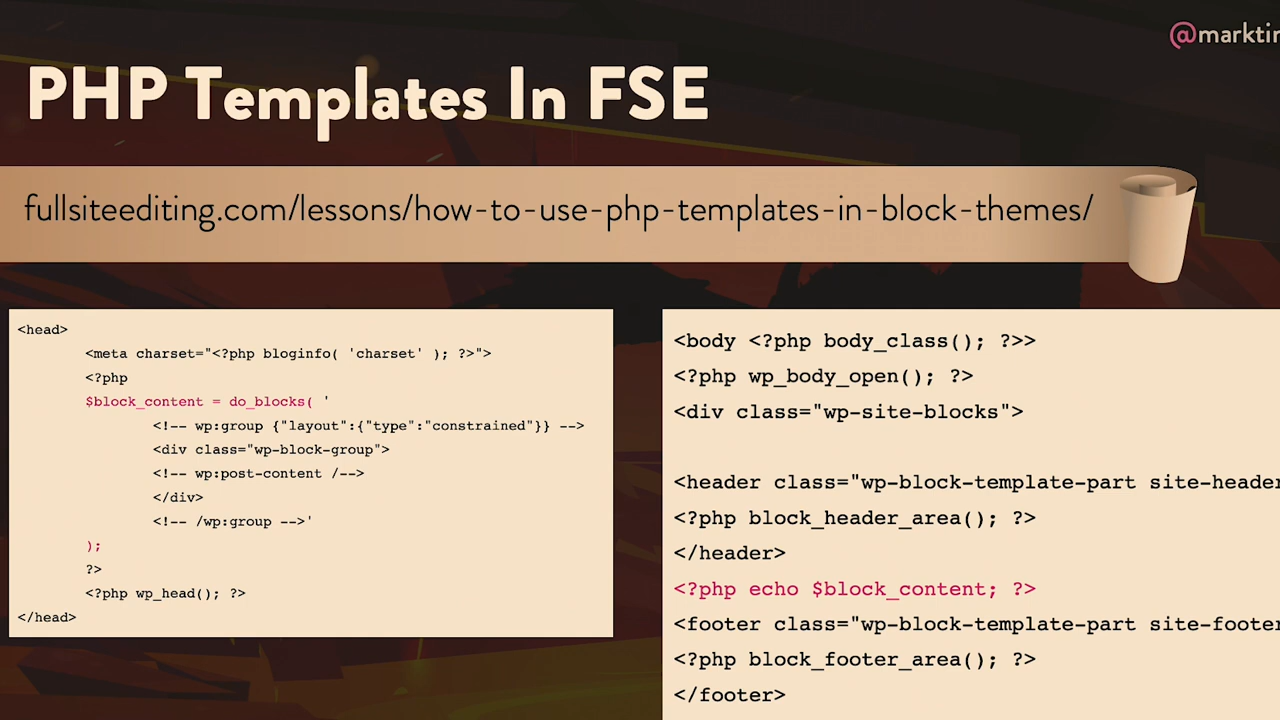 @marktim
PHP Templates In FSE
fullsiteediting.com/lessons/how-to-use-php-templates-in-block-themes/
<head>
<meta charset="<?php bloginfo( 'charset' ); ?>">
<?php
$block_content = do_blocks( '
<!-- wp:group {"layout":{"type":"constrained"}} -->
<div class="wp-block-group">
<!-- wp:post-content /-->
</div>
<!-- /wp:group -->'
);
?>
<?php wp_head(); ?>
</head>
<body <?php body_class(); ?>>
<?php wp_body_open(); ?>
<div class="wp-site-blocks">
<header class="wp-block-template-part site-header
<?php block_header_area(); ?>
</header>
<?php echo $block_content; ?>
<footer class="wp-block-template-part site-footer
<?php block_footer_area(); ?>
</footer>